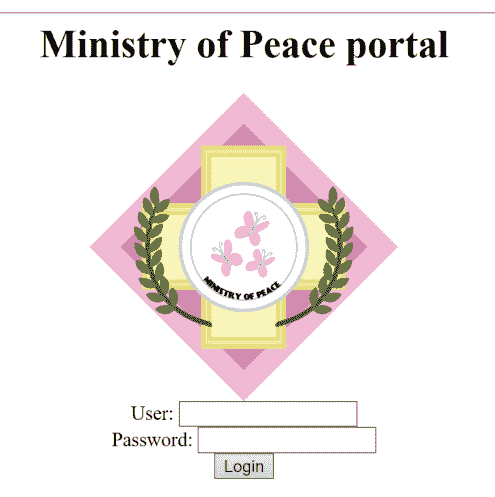 Ministry of Peace portal
MINISTRY OF PEACE
User:
Password:
Login